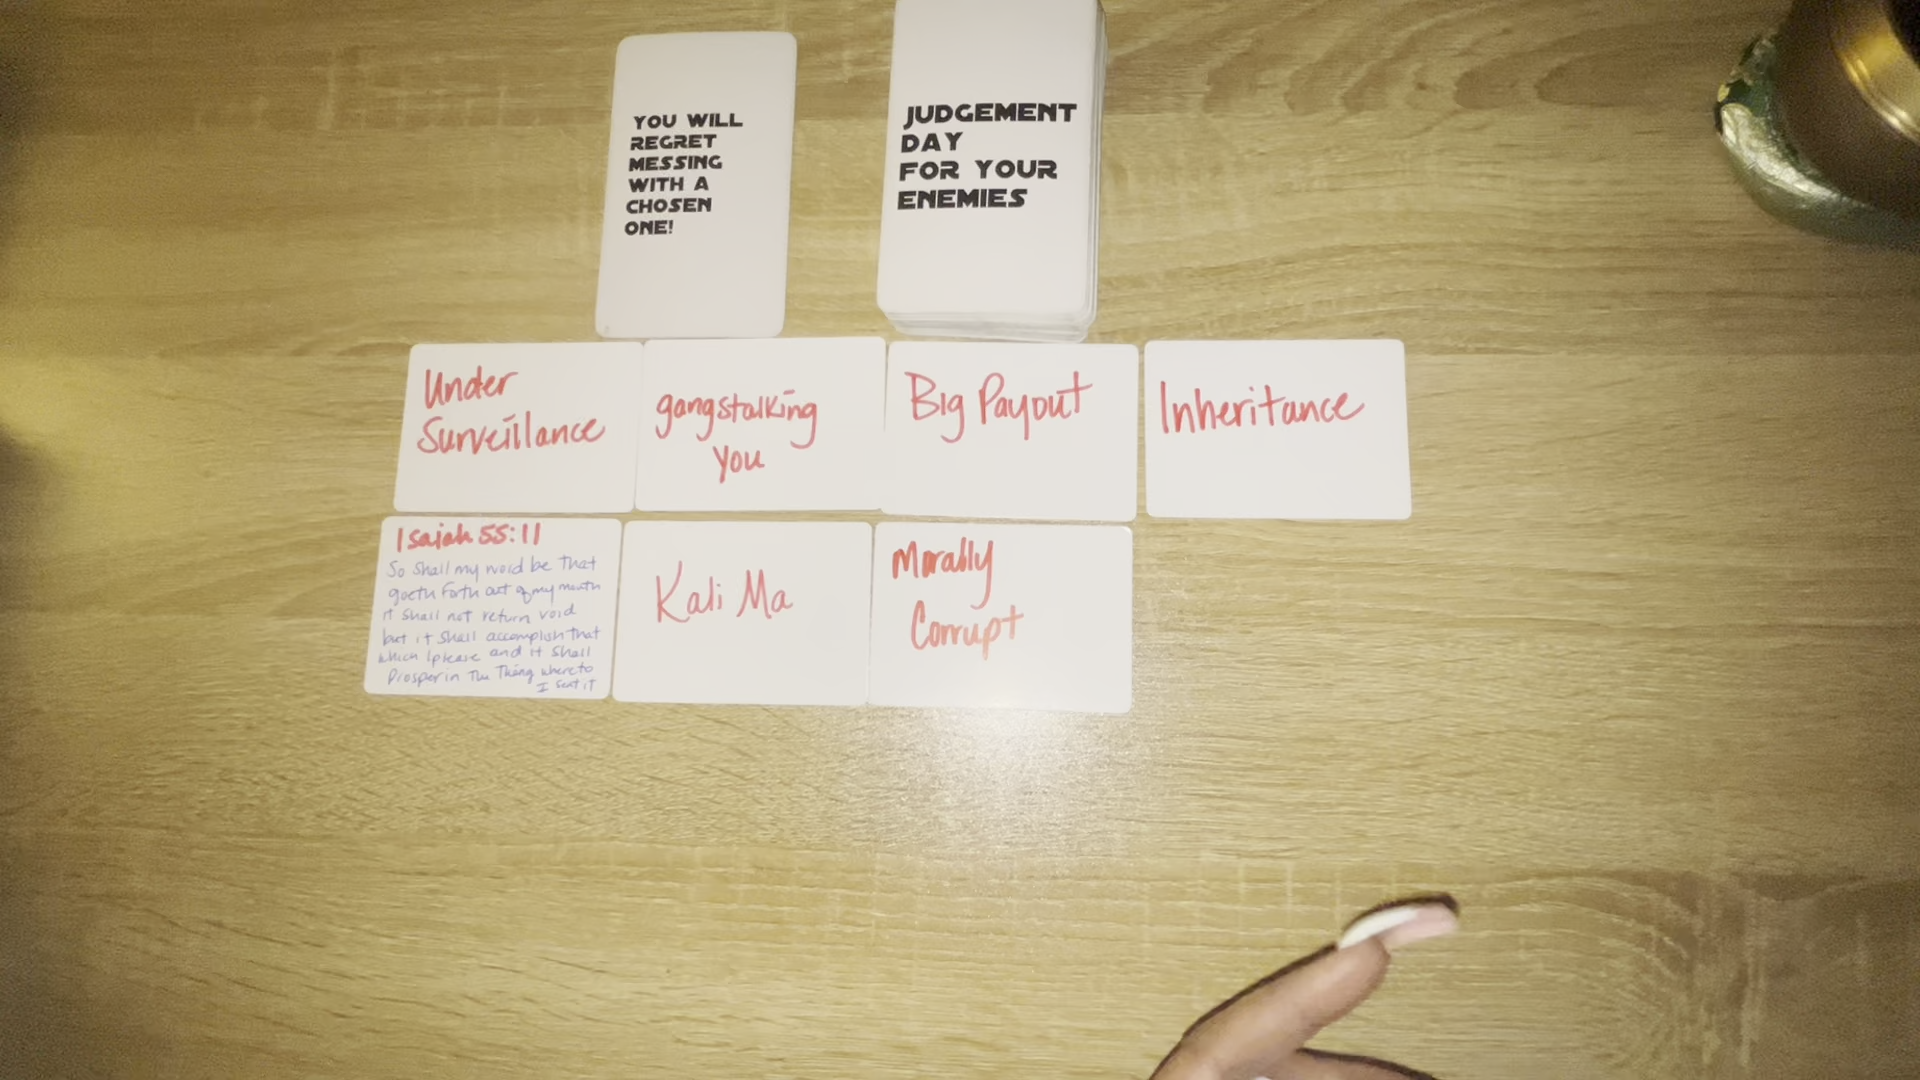 YOU WILL
REGRET
MESSING
WITH A
CHOSEN
ONE!
JUDGEMENT
DAY
FOR YOUR
ENEMIES
Under
Surveillance
gangstalking
You
Big Payout
Inheritance
Isaiah 55:11
So shall my word be that
goeth forth out of my mouth
it shall not return void
but it shall accomplish that
which I please and it shall
Prosper in The Thing whereto
I sent it
Kali Ma
Morally
Corrupt